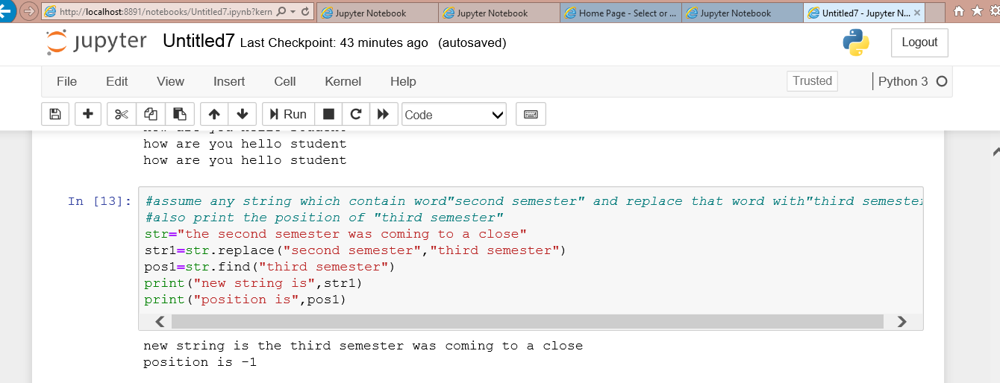 http://localhost:8891/notebooks/Untitled7.ipynb?kern
Jupyter Notebook
Jupyter Notebook
Home Page - Select or ...
Jupyter Notebook
Untitled7 - Jupyter N...
jupyter Untitled7 Last Checkpoint: 43 minutes ago (autosaved)
Logout
File Edit View Insert Cell Kernel Help
Trusted
Python 3
Run
Code
how are you hello student
how are you hello student
In [13]:
#assume any string which contain word"second semester" and replace that word with"third semester
#also print the position of "third semester"
str="the second semester was coming to a close"
str1=str.replace("second semester","third semester")
pos1=str.find("third semester")
print("new string is",str1)
print("position is",pos1)
new string is the third semester was coming to a close
position is -1